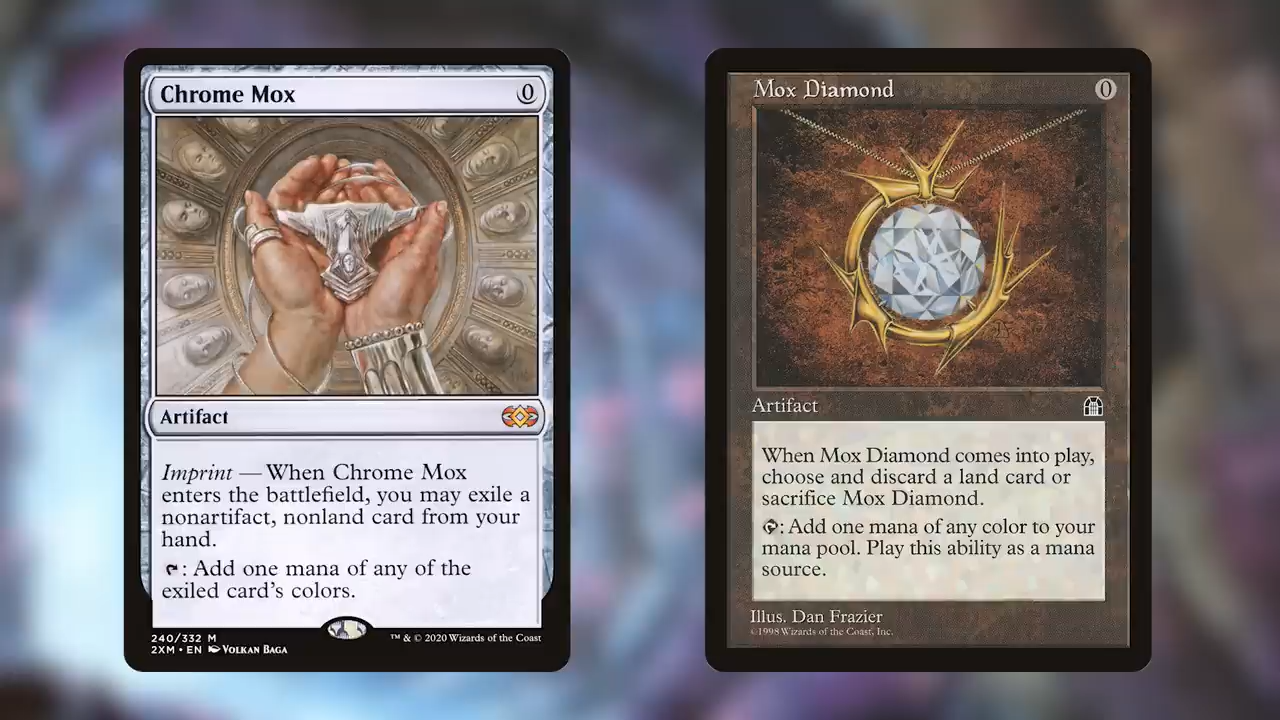 Chrome Mox 0
Artifact
Imprint — When Chrome Mox
enters the battlefield, you may exile a
nonartifact, nonland card from your
hand.
: Add one mana of any of the
exiled card's colors.
240/332 M
2XM • EN Volkan Baga
™ & © 2020 Wizards of the Coast
Mox Diamond 0
Artifact
When Mox Diamond comes into play,
choose and discard a land card or
sacrifice Mox Diamond.
: Add one mana of any color to your
mana pool. Play this ability as a mana
source.
Illus. Dan Frazier
©1998 Wizards of the Coast, Inc.